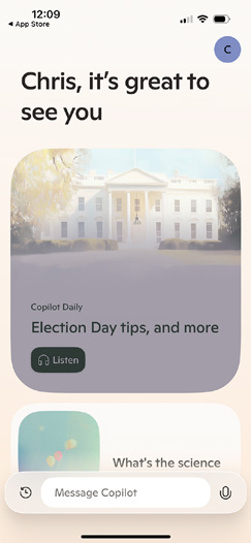 12:09
◀ App Store
C
Chris, it's great to
see you
Copilot Daily
Election Day tips, and more
Listen
What's the science
Message Copilot